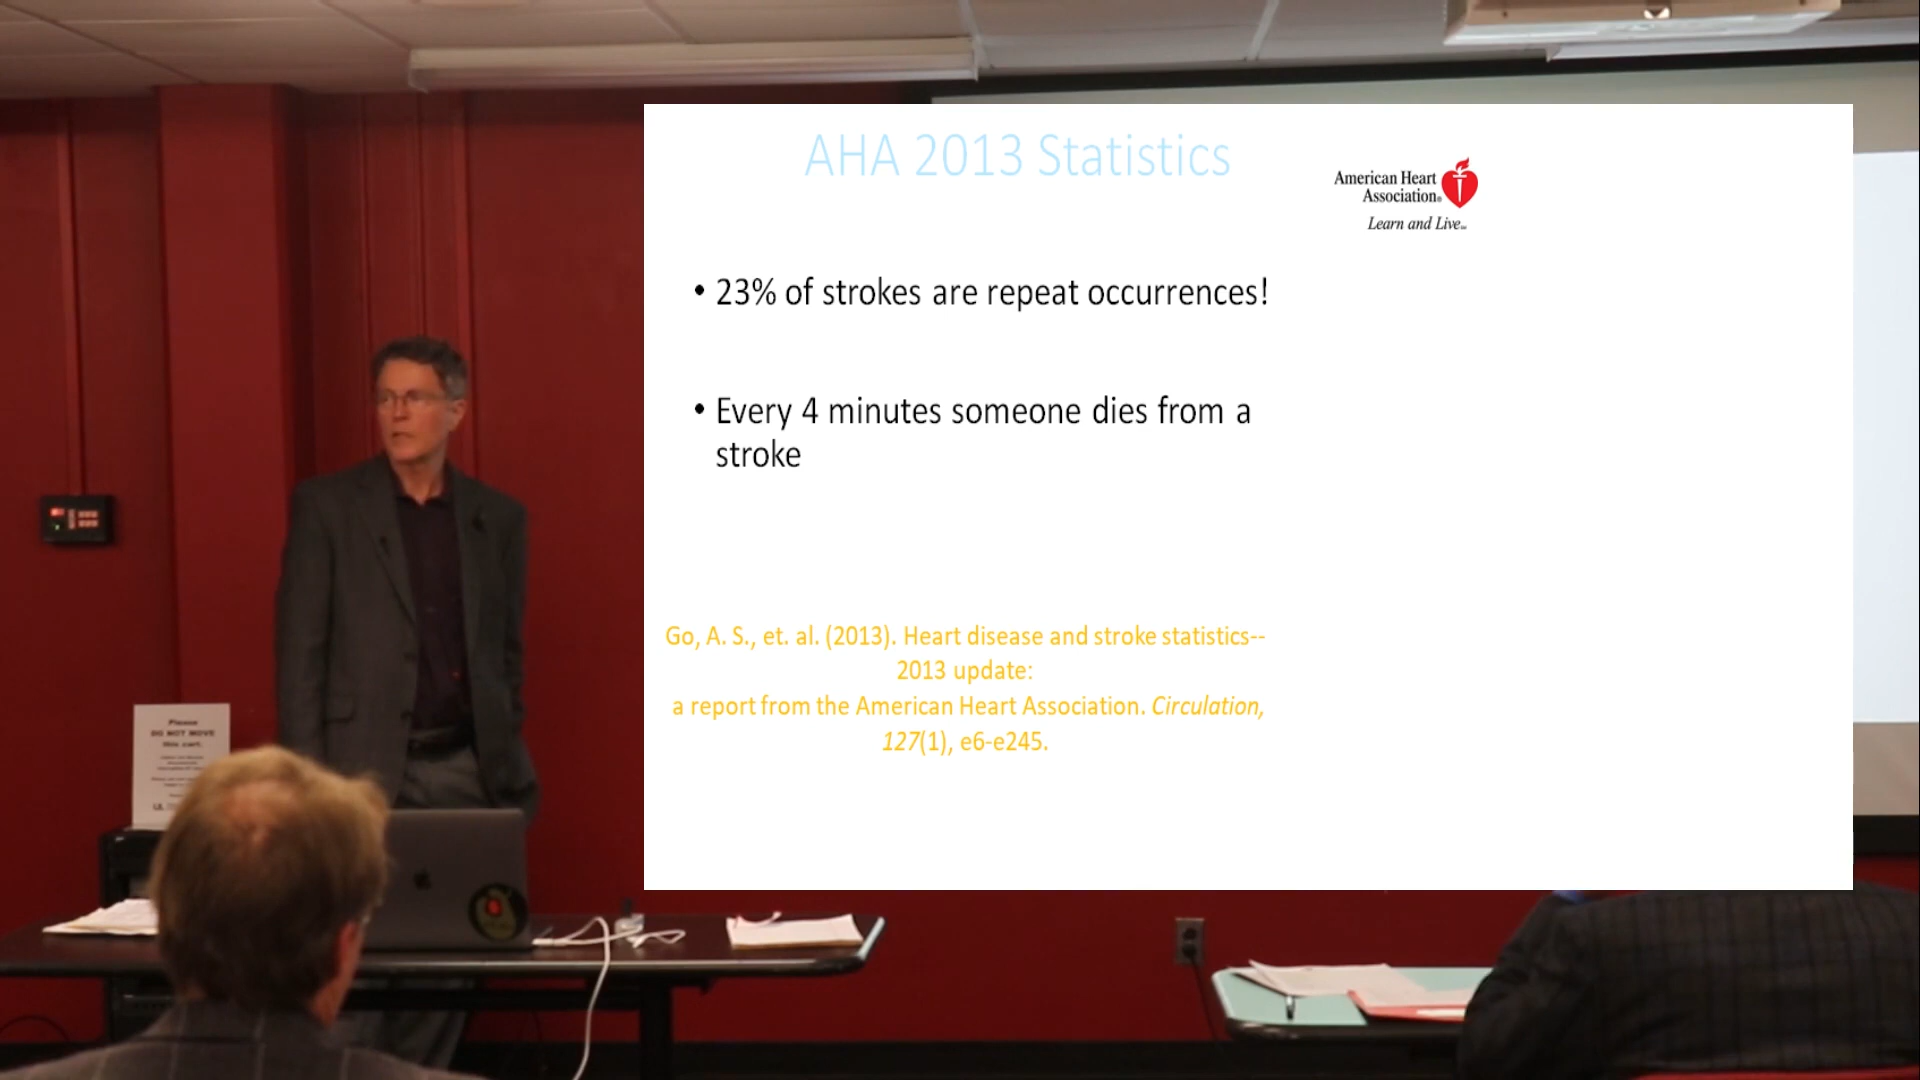 AHA 2013 Statistics
American Heart
Association®
Learn and Live℠
• 23% of strokes are repeat occurrences!
• Every 4 minutes someone dies from a
stroke
Go, A. S., et. al. (2013). Heart disease and stroke statistics--
2013 update:
a report from the American Heart Association. Circulation,
127(1), e6-e245.
Please
DO NOT MOVE
this cart.